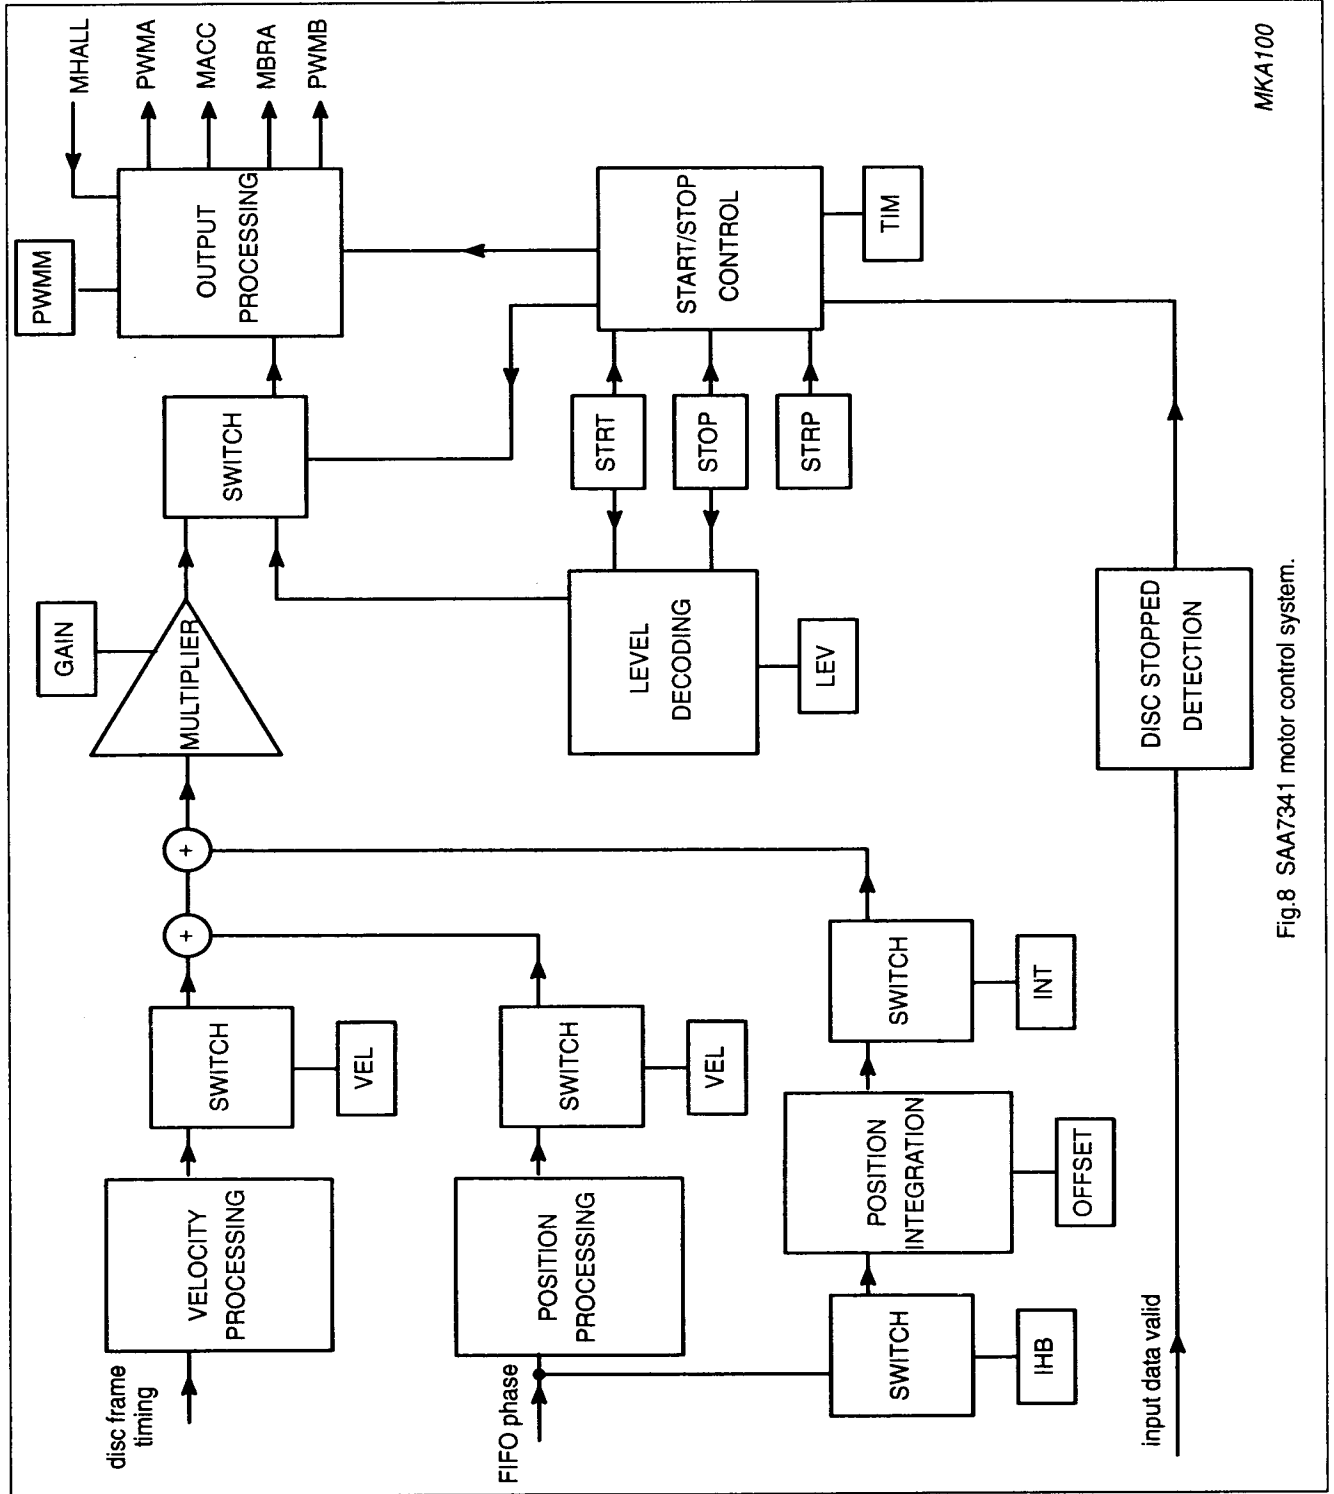 disc frame
timing
VELOCITY
PROCESSING
SWITCH
VEL
+
+
MULTIPLIER
GAIN
SWITCH
PWMM
OUTPUT
PROCESSING
MHALL
PWMA
MACC
MBRA
PWMB
FIFO phase
POSITION
PROCESSING
SWITCH
VEL
SWITCH
IHB
POSITION
INTEGRATION
OFFSET
SWITCH
INT
LEVEL
DECODING
LEV
STRT
STOP
STRP
START/STOP
CONTROL
TIM
input data valid
DISC STOPPED
DETECTION
MKA100
Fig.8 SAA7341 motor control system.